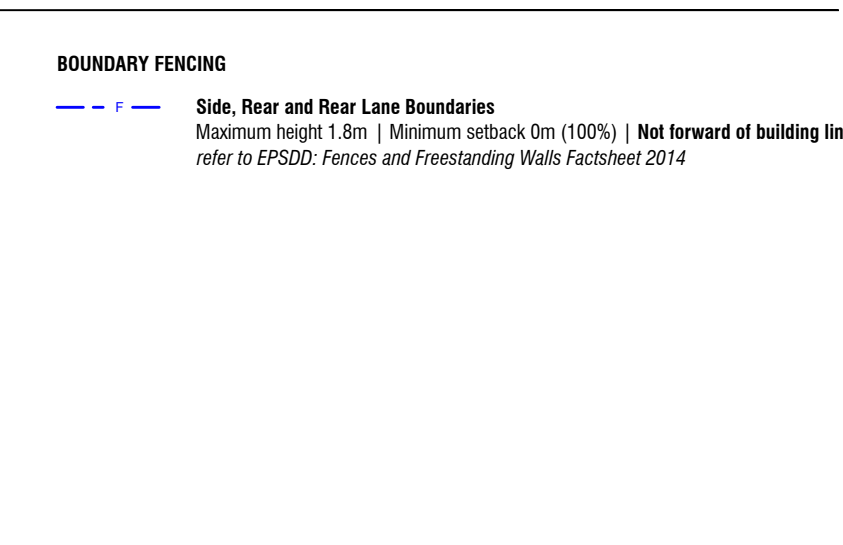 BOUNDARY FENCING
F Side, Rear and Rear Lane Boundaries
Maximum height 1.8m | Minimum setback 0m (100%) | Not forward of building lin
refer to EPSDD: Fences and Freestanding Walls Factsheet 2014